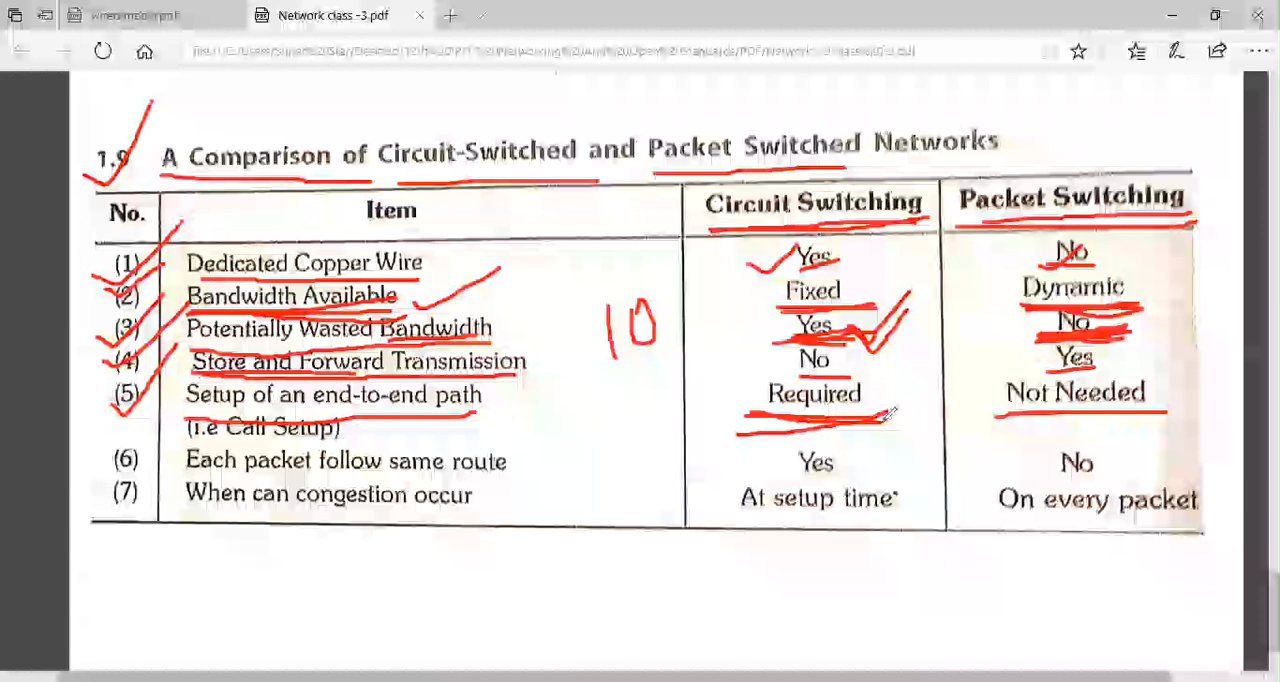 Network class -3.pdf
1.9 A Comparison of Circuit-Switched and Packet Switched Networks
No. Item Circuit Switching Packet Switching
(1) Dedicated Copper Wire Yes No
(2) Bandwidth Available Fixed Dynamic
(3) Potentially Wasted Bandwidth Yes No
10
(4) Store and Forward Transmission No Yes
(5) Setup of an end-to-end path Required Not Needed
(i.e Call Setup)
(6) Each packet follow same route Yes No
(7) When can congestion occur At setup time On every packet